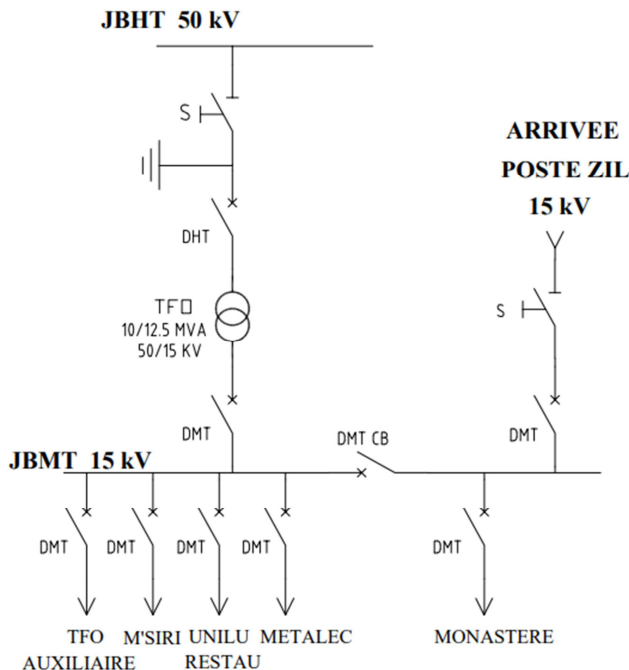 JBHT 50 kV
S
ARRIVEE
POSTE ZIL
15 kV
DHT
TFO
10/12.5 MVA
50/15 KV
S
DMT
DMT CB
DMT
JBMT 15 kV
DMT
DMT
DMT
DMT
DMT
TFO
AUXILIAIRE
M'SIRI
UNILU
RESTAU
METALEC
MONASTERE